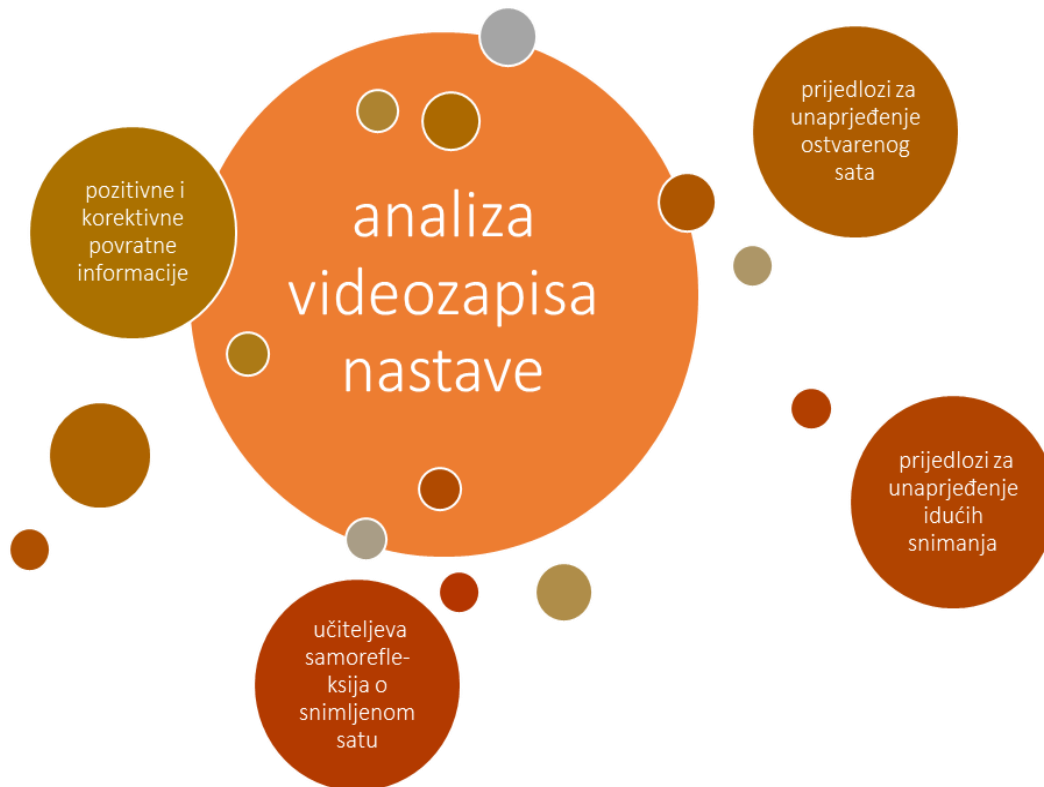 analiza
videozapisa
nastave
pozitivne i
korektivne
povratne
informacije
prijedlozi za
unaprjeđenje
ostvarenog
sata
prijedlozi za
unaprjeđenje
idućih
snimanja
učiteljeva
samorefle-
ksija o
snimljenom
satu